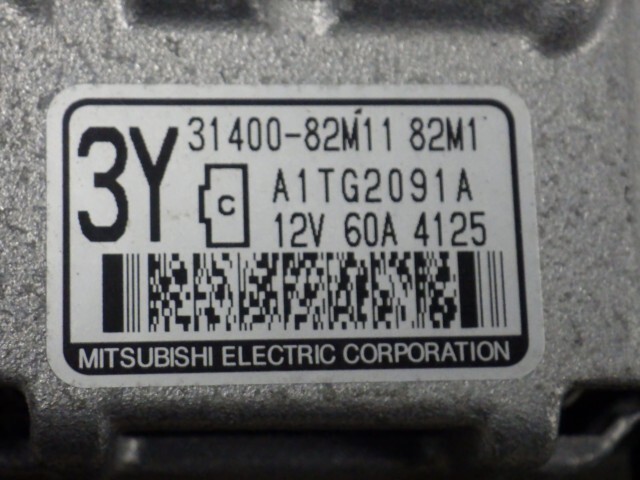 3Y 31400-82M11 82M1
C A1TG2091A
12V 60A 4125
MITSUBISHI ELECTRIC CORPORATION